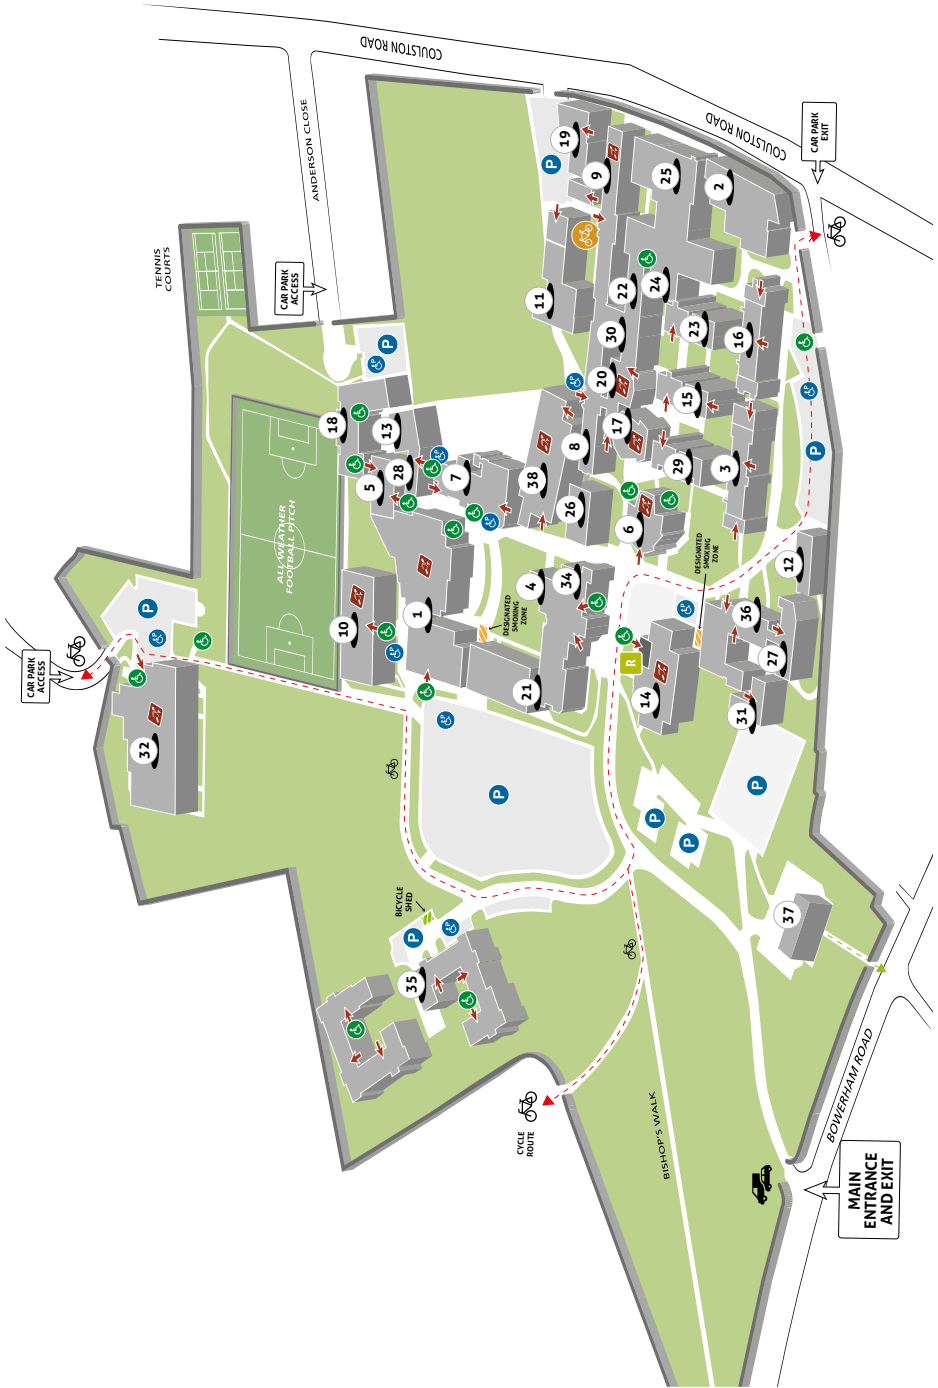 COULSTON ROAD
COULSTON ROAD
CAR PARK
EXIT
ANDERSON CLOSE
TENNIS
COURTS
CAR PARK
ACCESS
19
P
9
25
2
11
22
24
30
23
16
P
P
18
13
20
15
17
8
28
5
7
38
29
3
P
26
6
ALL-WEATHER
FOOTBALL PITCH
DESIGNATED
SMOKING
ZONE
12
4
34
P
P
P
10
1
DESIGNATED
SMOKING
ZONE
36
27
R
CAR PARK
ACCESS
21
14
31
32
P
P
P
P
P
P
BICYCLE
SHED
37
P
P
35
CYCLE
ROUTE
BISHOP'S WALK
BOWERHAM ROAD
MAIN
ENTRANCE
AND EXIT